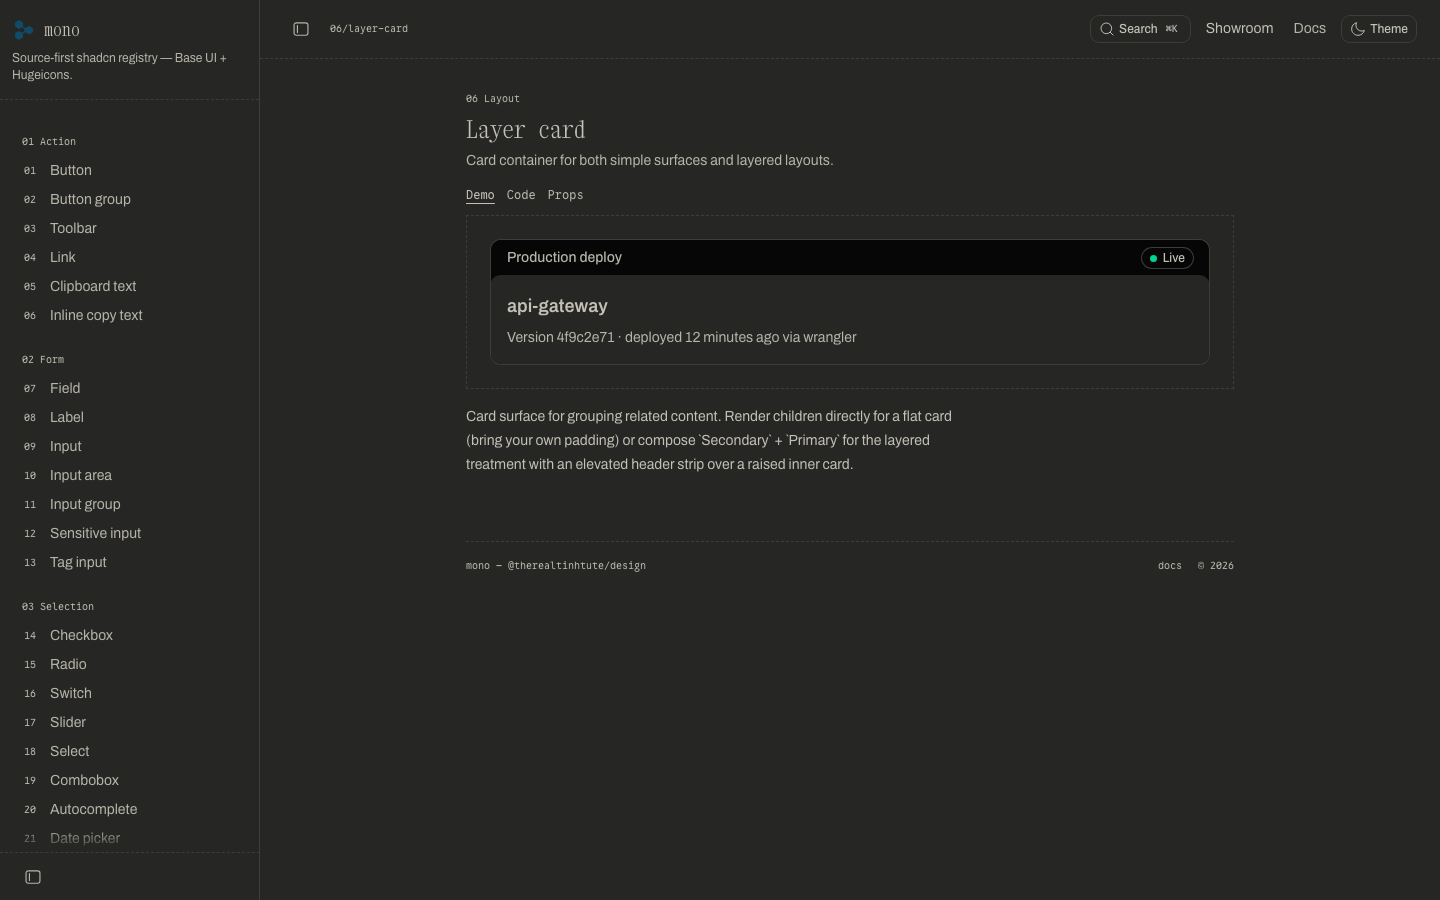 mono
Source-first shadcn registry — Base UI +
Hugeicons.
01 Action
01 Button
02 Button group
03 Toolbar
04 Link
05 Clipboard text
06 Inline copy text
02 Form
07 Field
08 Label
09 Input
10 Input area
11 Input group
12 Sensitive input
13 Tag input
03 Selection
14 Checkbox
15 Radio
16 Switch
17 Slider
18 Select
19 Combobox
20 Autocomplete
21 Date picker
06/layer-card
Search ⌘K
Showroom
Docs
Theme
06 Layout
Layer card
Card container for both simple surfaces and layered layouts.
Demo Code Props
Production deploy
Live
api-gateway
Version 4f9c2e71 · deployed 12 minutes ago via wrangler
Card surface for grouping related content. Render children directly for a flat card
(bring your own padding) or compose `Secondary` + `Primary` for the layered
treatment with an elevated header strip over a raised inner card.
mono — @therealtinhtute/design
docs © 2026